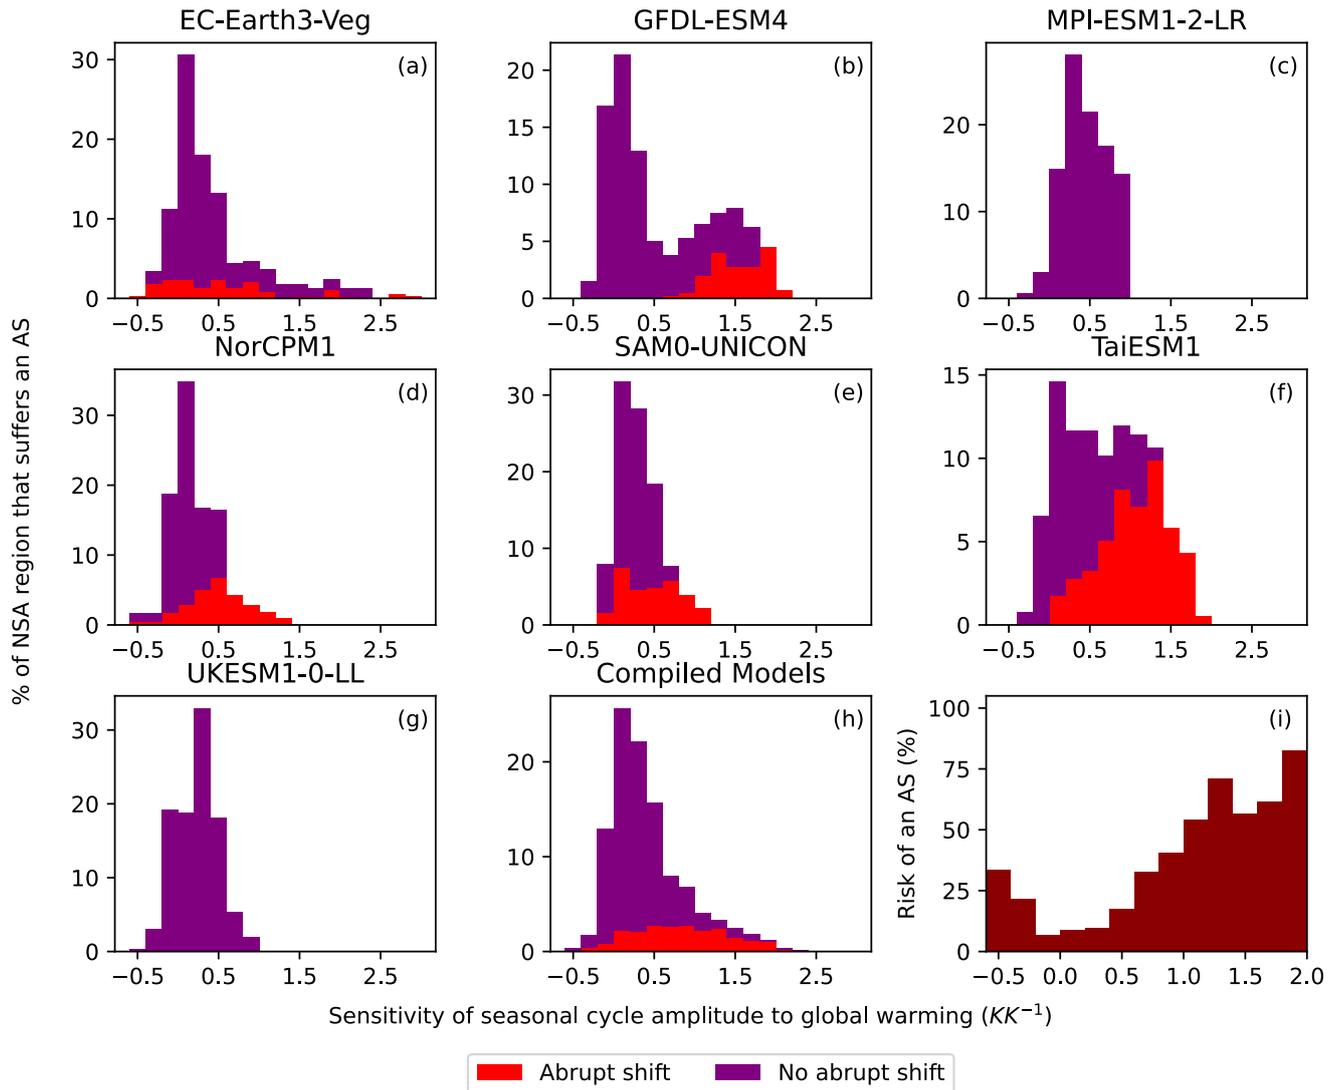 EC-Earth3-Veg GFDL-ESM4 MPI-ESM1-2-LR
(a) (b) (c)
30 20 10 0
20 15 10 5 0
20 10 0
−0.5 0.5 1.5 2.5 −0.5 0.5 1.5 2.5 −0.5 0.5 1.5 2.5
NorCPM1 SAM0-UNICON TaiESM1
(d) (e) (f)
30 20 10 0
30 20 10 0
15 10 5 0
−0.5 0.5 1.5 2.5 −0.5 0.5 1.5 2.5 −0.5 0.5 1.5 2.5
UKESM1-0-LL Compiled Models
(g) (h) (i)
30 20 10 0
20 10 0
100 75 50 25 0
Risk of an AS (%)
−0.5 0.5 1.5 2.5 −0.5 0.5 1.5 2.5 −0.5 0.0 0.5 1.0 1.5 2.0
% of NSA region that suffers an AS
Sensitivity of seasonal cycle amplitude to global warming (KK⁻¹)
Abrupt shift No abrupt shift